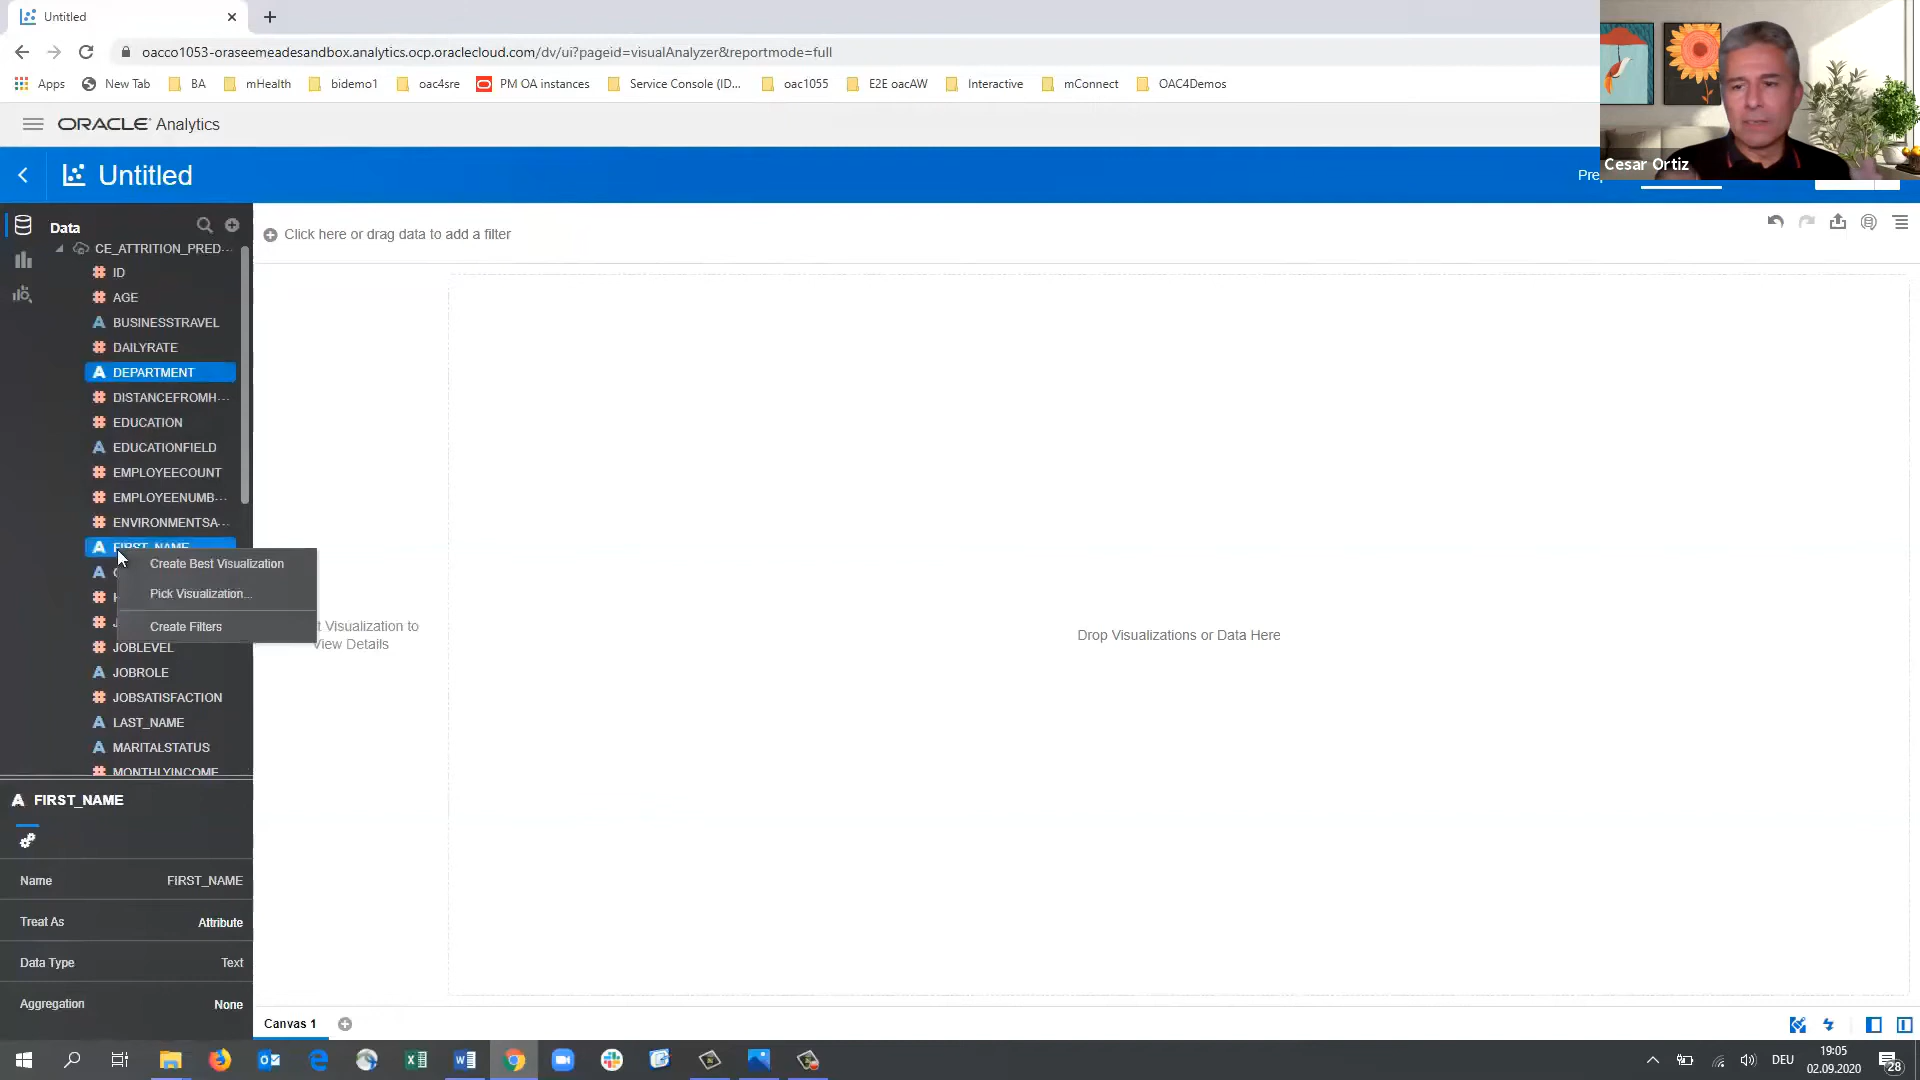 Untitled
oacco1053-oraseemeadesandbox.analytics.ocp.oraclecloud.com/dv/ui?pageid=visualAnalyzer&reportmode=full
Apps New Tab BA mHealth bidemo1 oac4sre PM OA instances Service Console (ID... oac1055 E2E oacAW Interactive mConnect OAC4Demos
ORACLE Analytics
Cesar Ortiz
Untitled
Data
Click here or drag data to add a filter
CE_ATTRITION_PRED...
ID
AGE
BUSINESSTRAVEL
DAILYRATE
DEPARTMENT
DISTANCEFROMH...
EDUCATION
EDUCATIONFIELD
EMPLOYEECOUNT
EMPLOYEENUMB...
ENVIRONMENTSA...
FIRST_NAME
Create Best Visualization
Pick Visualization...
Create Filters
Visualization to
View Details
Drop Visualizations or Data Here
JOBLEVEL
JOBROLE
JOBSATISFACTION
LAST_NAME
MARITALSTATUS
MONTHLYINCOME
A FIRST_NAME
Name FIRST_NAME
Treat As Attribute
Data Type Text
Aggregation None
Canvas 1
DEU
19:05
02.09.2020
28